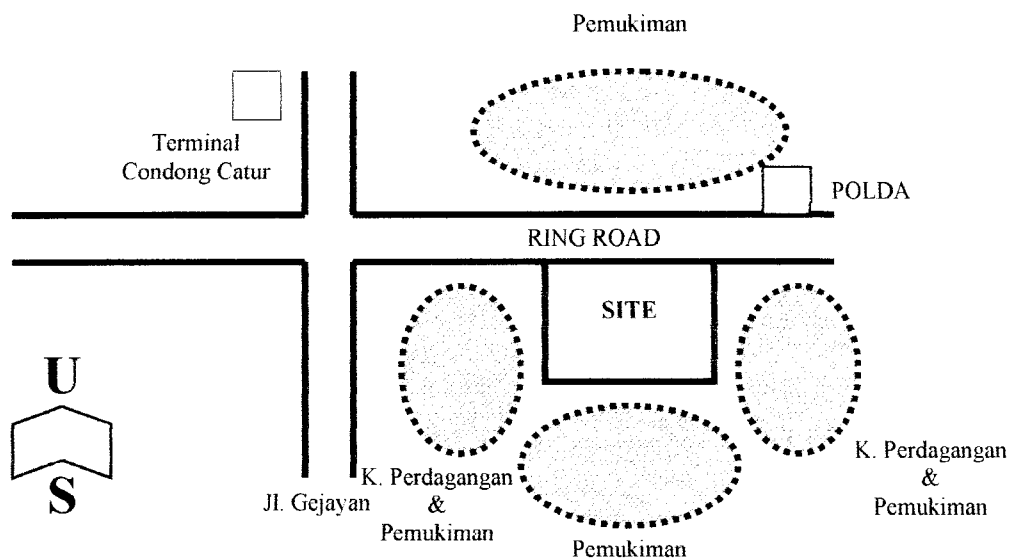 Pemukiman
Terminal
Condong Catur
POLDA
RING ROAD
SITE
U
S
Jl. Gejayan
K. Perdagangan
&
Pemukiman
Pemukiman
K. Perdagangan
&
Pemukiman